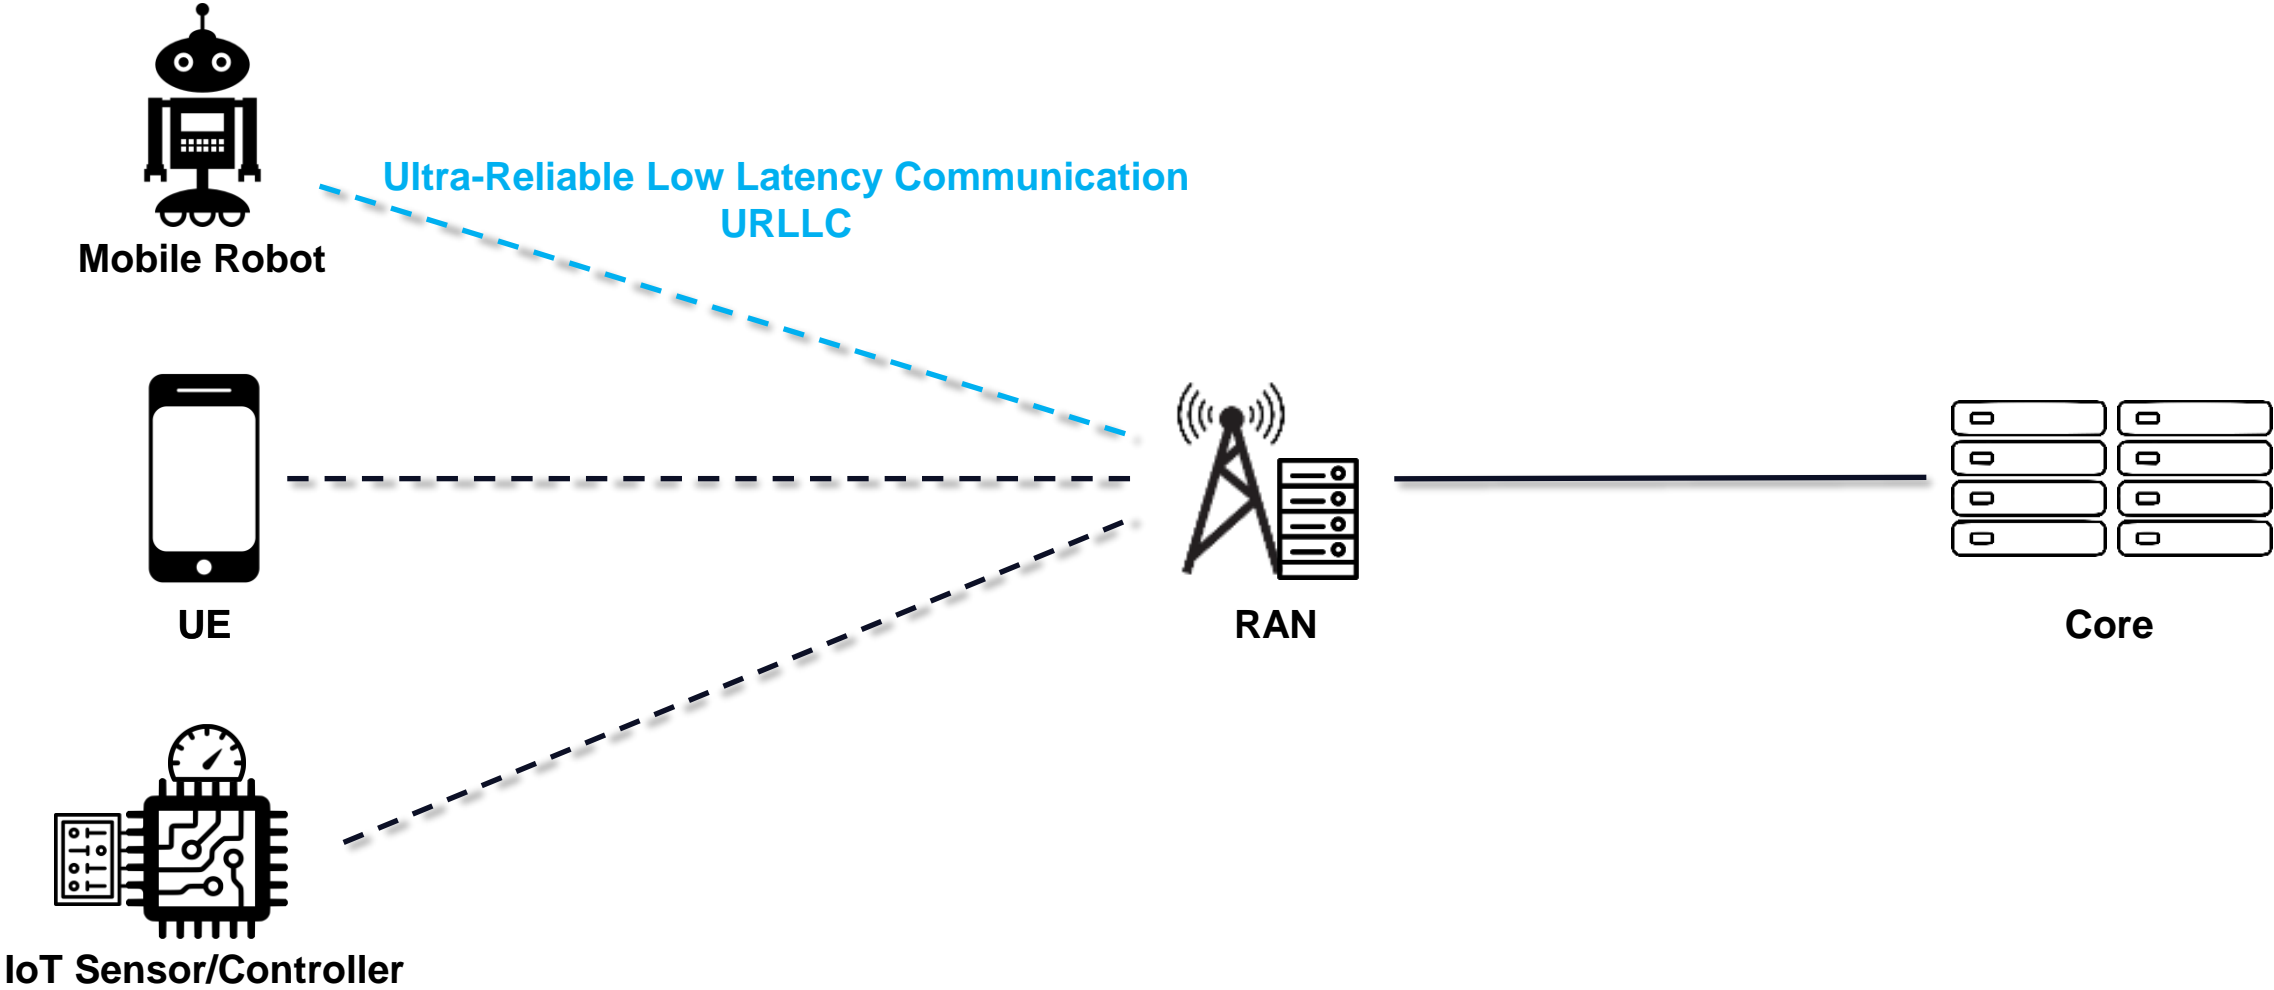 Ultra-Reliable Low Latency Communication
URLLC
Mobile Robot
UE
RAN
Core
IoT Sensor/Controller